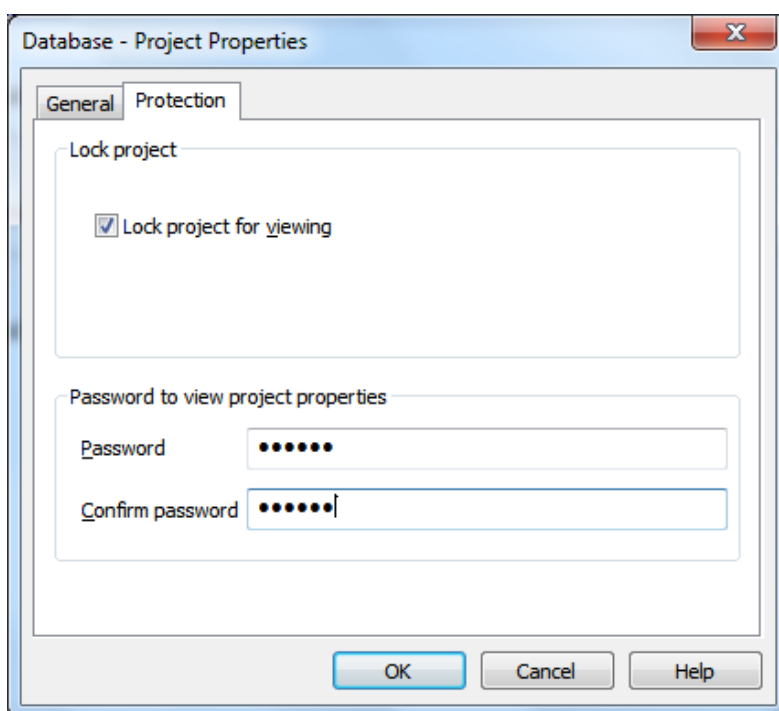 Database - Project Properties
General Protection
Lock project
Lock project for viewing
Password to view project properties
Password ••••••
Confirm password ••••••
OK Cancel Help